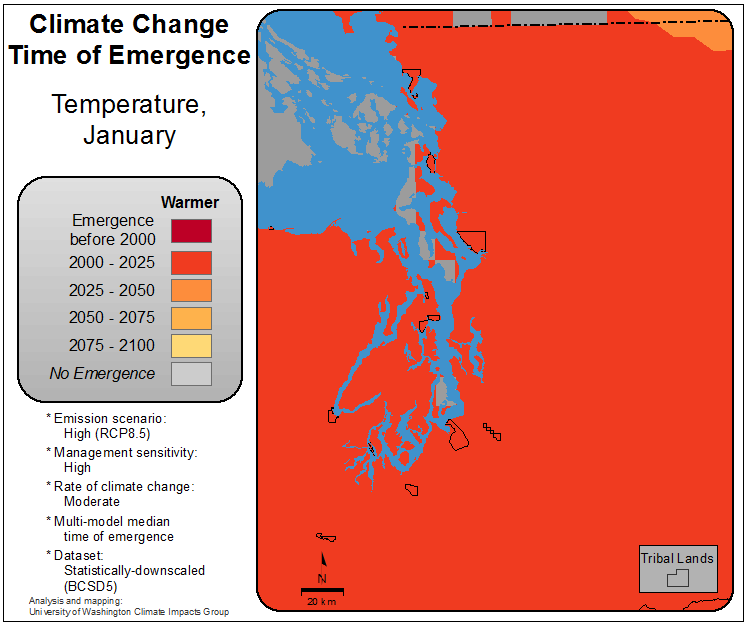 Climate Change
Time of Emergence
Temperature,
January
Warmer
Emergence
before 2000
2000 - 2025
2025 - 2050
2050 - 2075
2075 - 2100
No Emergence
* Emission scenario:
High (RCP8.5)
* Management sensitivity:
High
* Rate of climate change:
Moderate
* Multi-model median
time of emergence
* Dataset:
Statistically-downscaled
(BCSD5)
Analysis and mapping:
University of Washington Climate Impacts Group
N
20 km
Tribal Lands